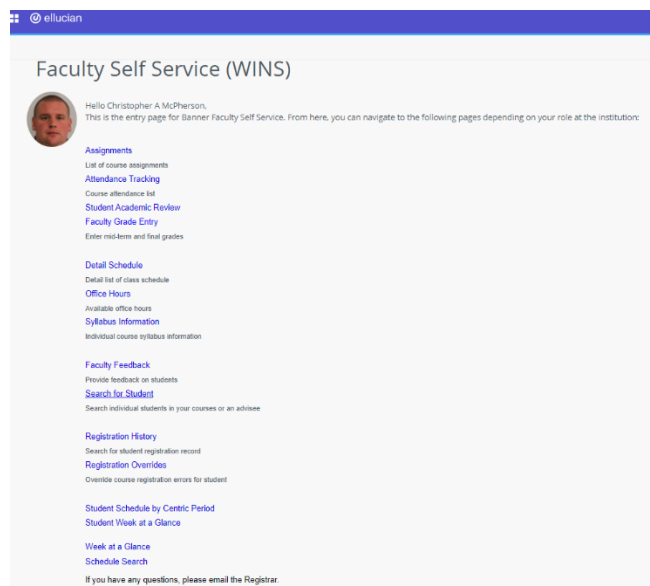 ellucian
Faculty Self Service (WINS)
Hello Christopher A McPherson,
This is the entry page for Banner Faculty Self Service. From here, you can navigate to the following pages depending on your role at the institution:
Assignments
List of course assignments
Attendance Tracking
Course attendance list
Student Academic Review
Faculty Grade Entry
Enter mid-term and final grades
Detail Schedule
Detail list of class schedule
Office Hours
Available office hours
Syllabus Information
Individual course syllabus information
Faculty Feedback
Provide feedback on students
Search for Student
Search individual students in your courses or an advisee
Registration History
Search for student registration record
Registration Overrides
Override course registration errors for student
Student Schedule by Centric Period
Student Week at a Glance
Week at a Glance
Schedule Search
If you have any questions, please email the Registrar.